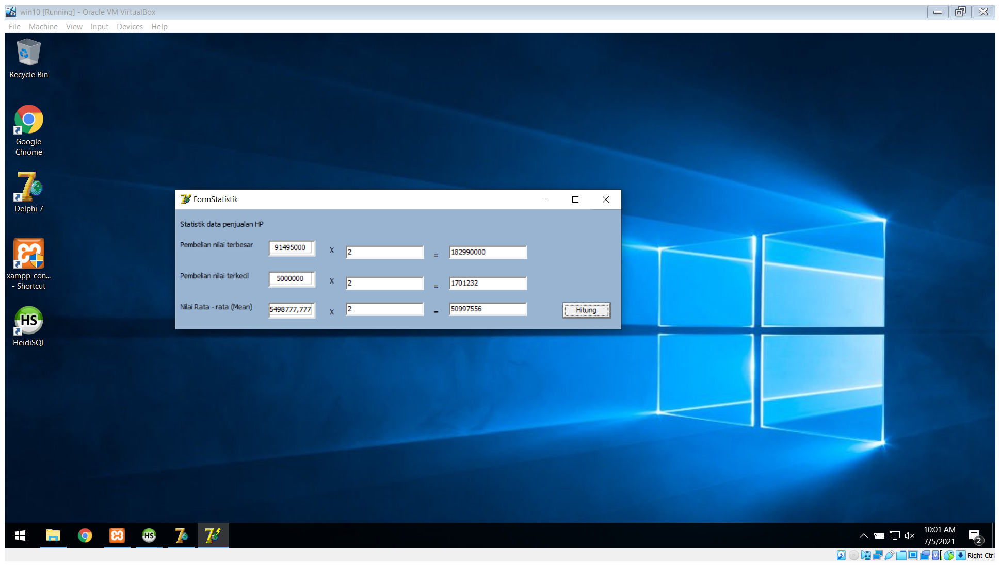 win10 [Running] - Oracle VM VirtualBox
File Machine View Input Devices Help
Recycle Bin
Google
Chrome
Delphi 7
xampp-con...
- Shortcut
HS
HeidiSQL
FormStatistik
Statistik data penjualan HP
Pembelian nilai terbesar 91495000 X 2 = 182990000
Pembelian nilai terkecil 5000000 X 2 = 1701232
Nilai Rata - rata (Mean) 5498777,777 X 2 = 50997556
Hitung
HS
10:01 AM
7/5/2021
2
Right Ctrl